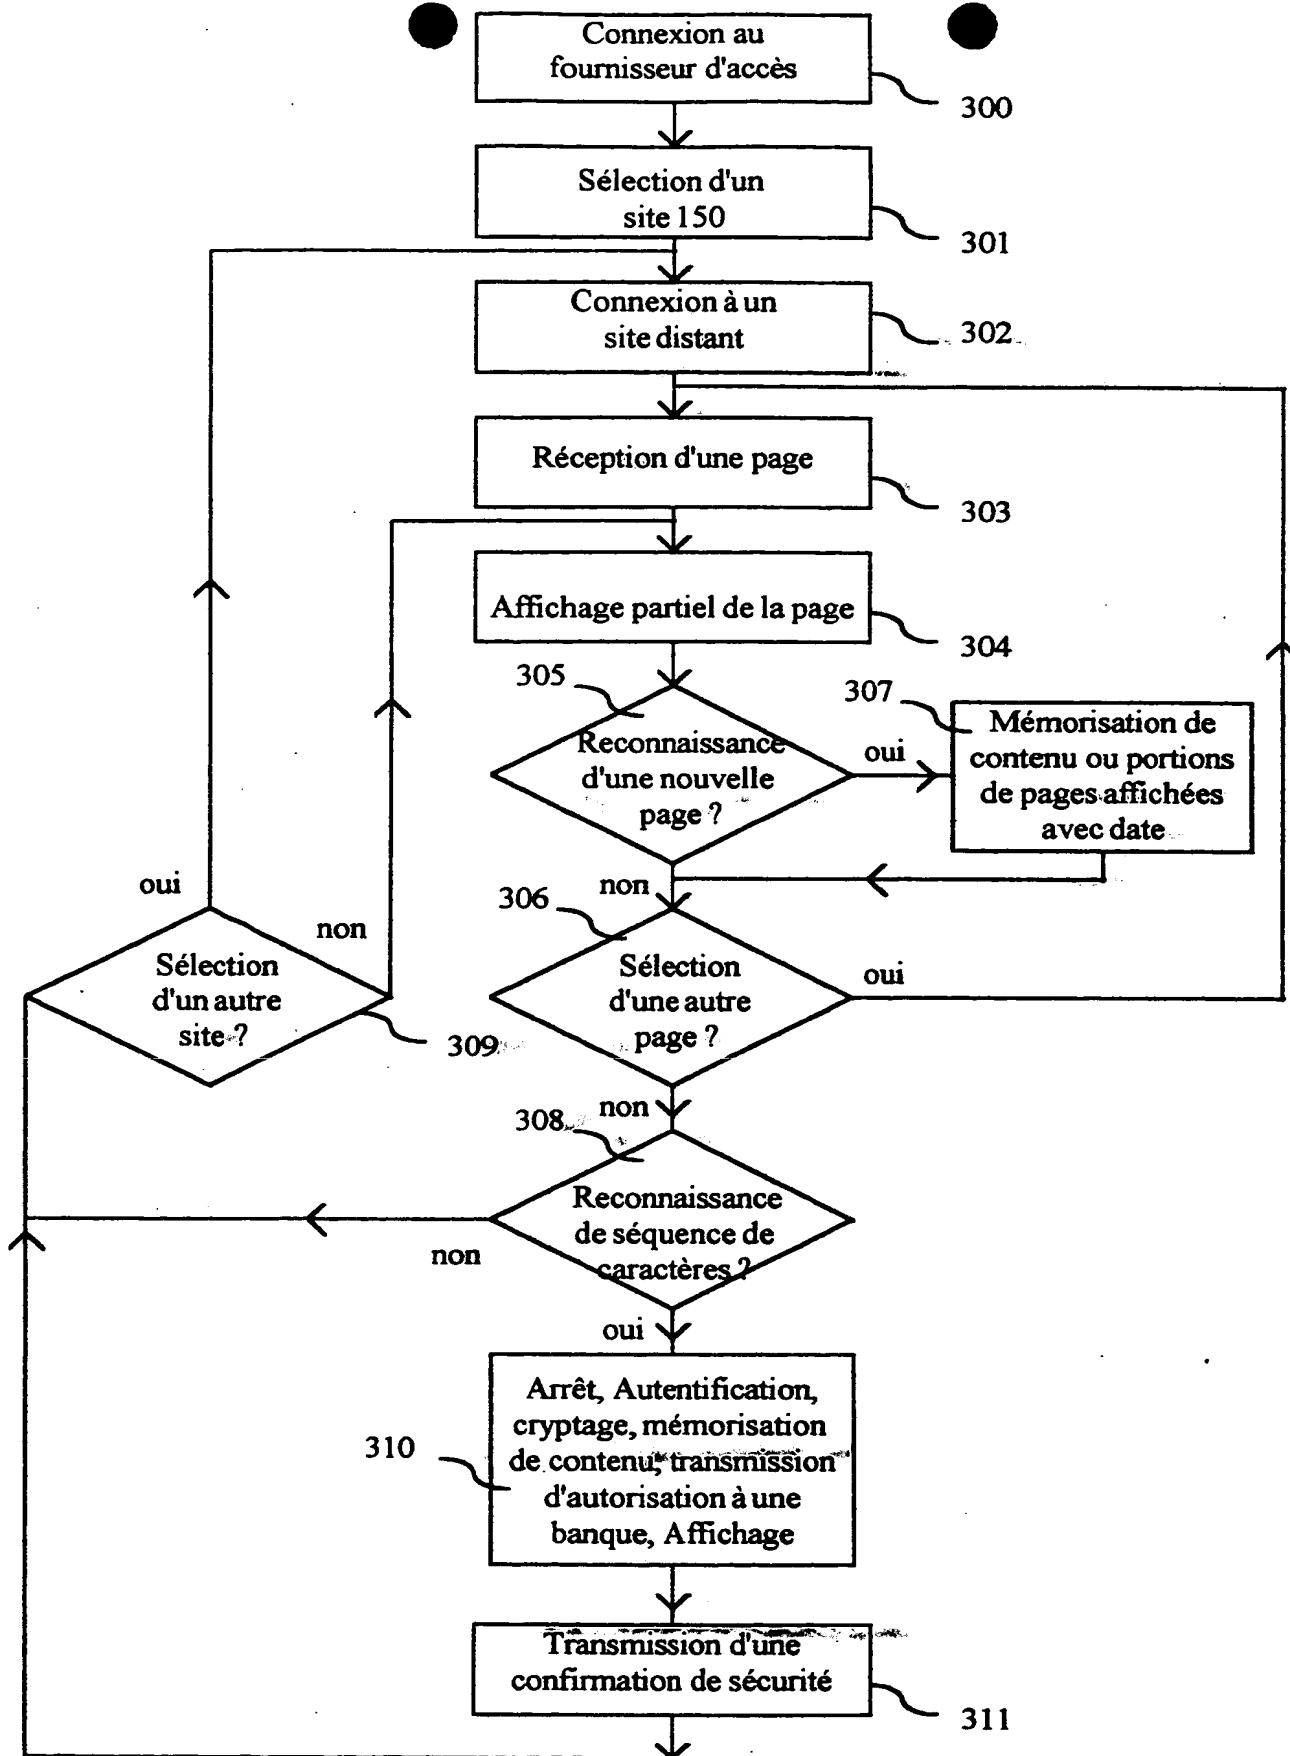 Connexion au
fournisseur d'accès
300
Sélection d'un
site 150
301
Connexion à un
site distant
302
Réception d'une page
303
Affichage partiel de la page
304
305
Reconnaissance
d'une nouvelle
page ?
oui
307
Mémorisation de
contenu ou portions
de pages affichées
avec date
non
306
Sélection
d'une autre
page ?
oui
oui
non
Sélection
d'un autre
site ?
309
non
308
Reconnaissance
de séquence de
caractères ?
non
oui
310
Arrêt, Autentification,
cryptage, mémorisation
de contenu, transmission
d'autorisation à une
banque, Affichage
Transmission d'une
confirmation de sécurité
311